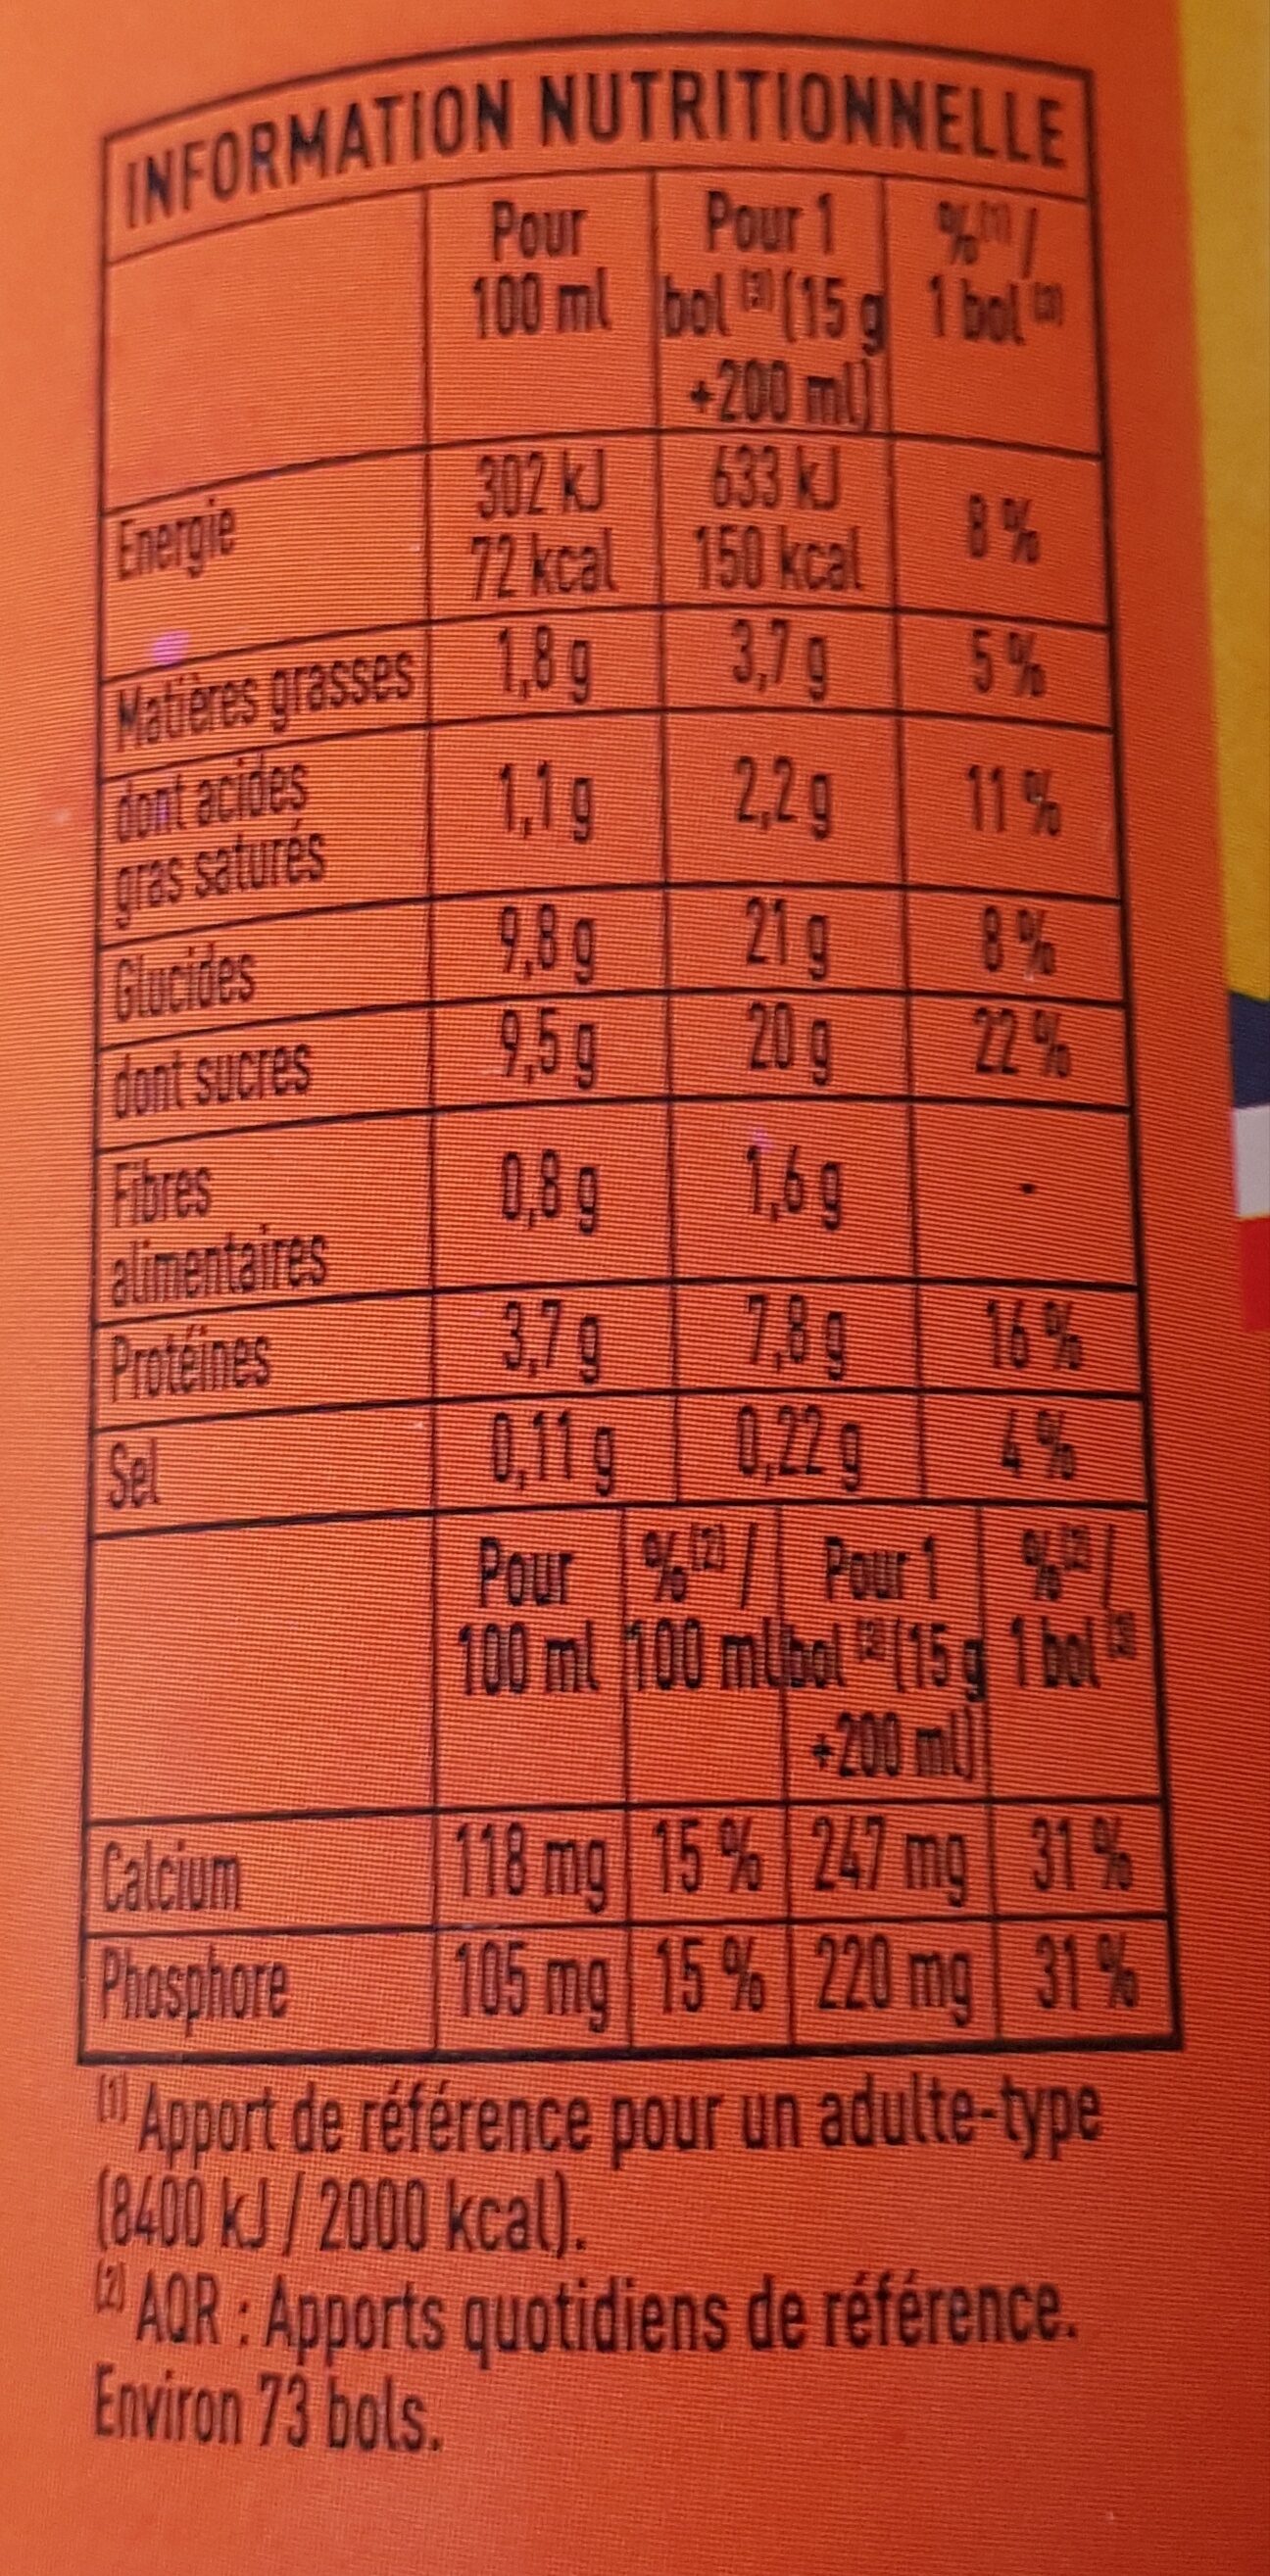 INFORMATION NUTRITIONNELLE
Pour 100 ml | Pour 1 bol (3) (15 g +200 ml) | % (1) / 1 bol (3)
Energie | 302 kJ 72 kcal | 633 kJ 150 kcal | 8 %
Matières grasses | 1,8 g | 3,7 g | 5 %
dont acides gras saturés | 1,1 g | 2,2 g | 11 %
Glucides | 9,8 g | 21 g | 8 %
dont sucres | 9,5 g | 20 g | 22 %
Fibres alimentaires | 0,8 g | 1,6 g | -
Protéines | 3,7 g | 7,8 g | 16 %
Sel | 0,11 g | 0,22 g | 4 %
Pour 100 ml | % (2) / 100 ml | Pour 1 bol (3) (15 g +200 ml) | % (2) / 1 bol (3)
Calcium | 118 mg | 15 % | 247 mg | 31 %
Phosphore | 105 mg | 15 % | 220 mg | 31 %
(1) Apport de référence pour un adulte-type
(8400 kJ / 2000 kcal).
(2) AQR : Apports quotidiens de référence.
Environ 73 bols.